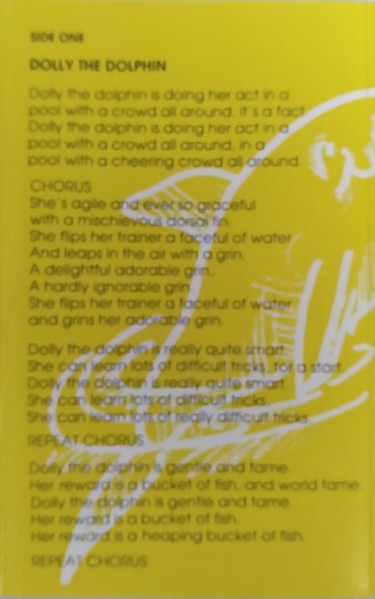 SIDE ONE
DOLLY THE DOLPHIN
Dolly the dolphin is doing her act in a
pool with a crowd all around, it's a fact
Dolly the dolphin is doing her act in a
pool with a crowd all around, in a
pool with a cheering crowd all around.
CHORUS
She's agile and ever so graceful
with a mischievous dorsal fin.
She flips her trainer a faceful of water
And leaps in the air with a grin.
A delightful adorable grin.
A hardly ignorable grin.
She flips her trainer a faceful of water
and grins her adorable grin.
Dolly the dolphin is really quite smart.
She can learn lots of difficult tricks, for a start.
Dolly the dolphin is really quite smart.
She can learn lots of difficult tricks.
She can learn lots of really difficult tricks.
REPEAT CHORUS
Dolly the dolphin is gentle and tame.
Her reward is a bucket of fish, and world fame.
Dolly the dolphin is gentle and tame.
Her reward is a bucket of fish.
Her reward is a heaping bucket of fish.
REPEAT CHORUS